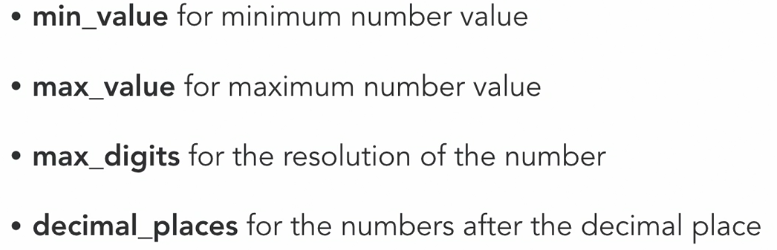 • min_value for minimum number value
• max_value for maximum number value
• max_digits for the resolution of the number
• decimal_places for the numbers after the decimal place